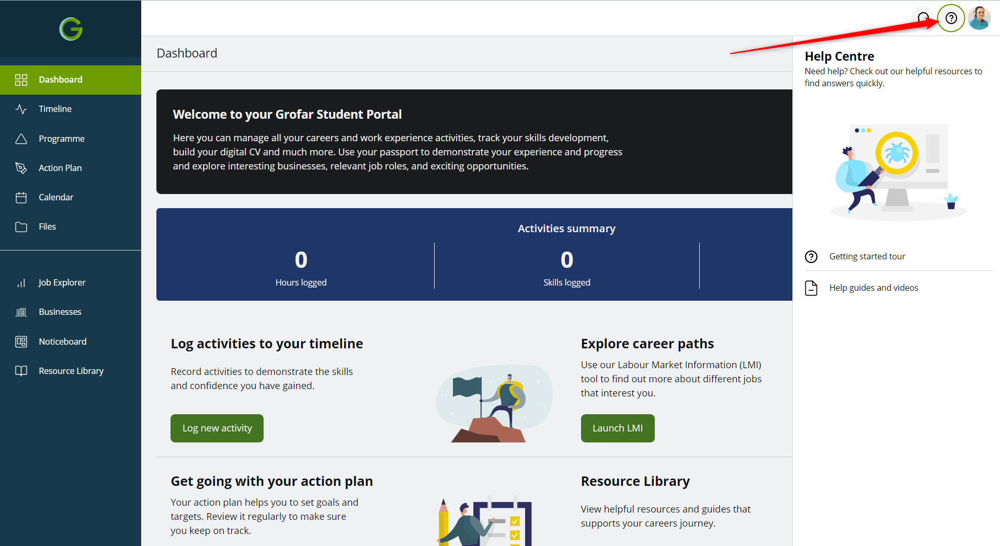 G
Dashboard
Timeline
Programme
Action Plan
Calendar
Files
Job Explorer
Businesses
Noticeboard
Resource Library
?
Dashboard
Welcome to your Grofar Student Portal
Here you can manage all your careers and work experience activities, track your skills development,
build your digital CV and much more. Use your passport to demonstrate your experience and progress
and explore interesting businesses, relevant job roles, and exciting opportunities.
Activities summary
0
Hours logged
0
Skills logged
Log activities to your timeline
Record activities to demonstrate the skills
and confidence you have gained.
Log new activity
Explore career paths
Use our Labour Market Information (LMI)
tool to find out more about different jobs
that interest you.
Launch LMI
Get going with your action plan
Your action plan helps you to set goals and
targets. Review it regularly to make sure
you keep on track.
Resource Library
View helpful resources and guides that
supports your careers journey.
Help Centre
Need help? Check out our helpful resources to
find answers quickly.
? Getting started tour
Help guides and videos